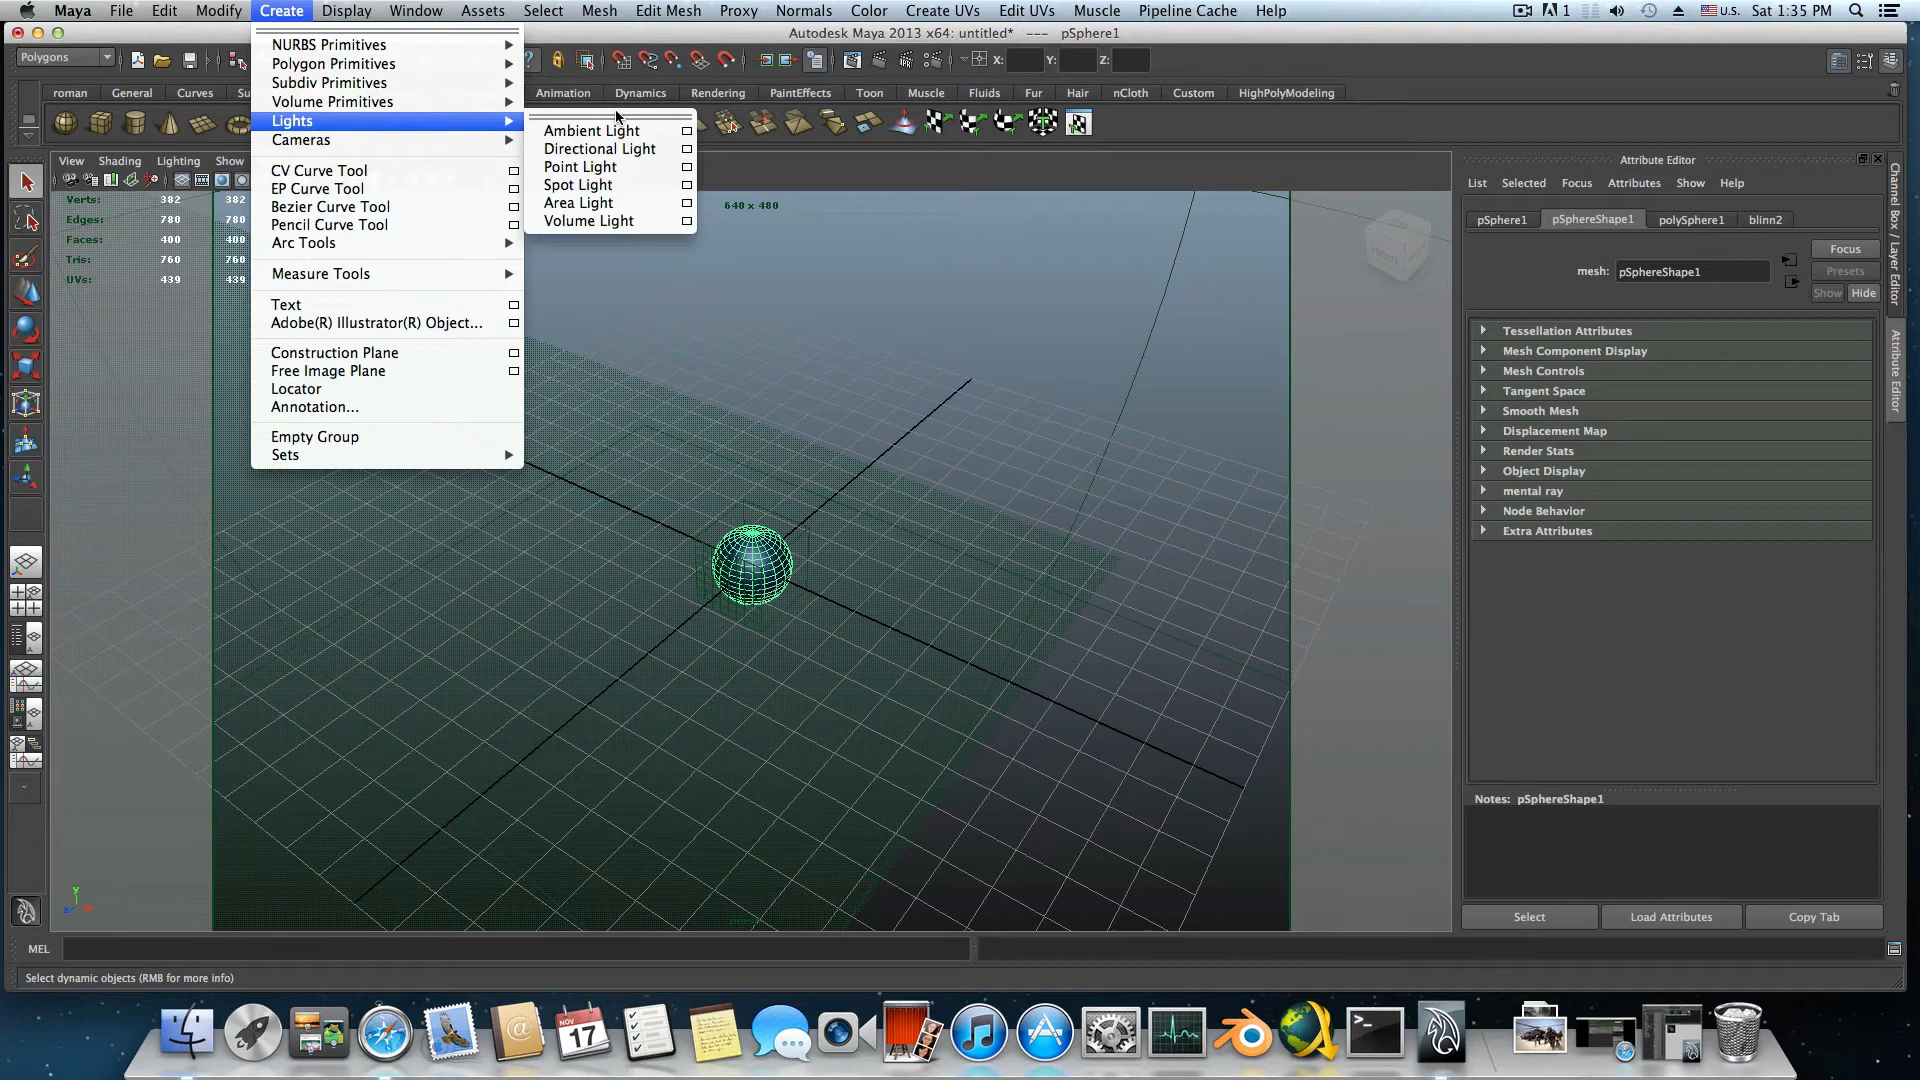 Maya File Edit Modify Create Display Window Assets Select Mesh Edit Mesh Proxy Normals Color Create UVs Edit UVs Muscle Pipeline Cache Help 1 U.S. Sat 1:35 PM
Autodesk Maya 2013 x64: untitled* --- pSphere1
Polygons X: Y: Z:
roman General Curves Su Animation Dynamics Rendering PaintEffects Toon Muscle Fluids Fur Hair nCloth Custom HighPolyModeling
NURBS Primitives
Polygon Primitives
Subdiv Primitives
Volume Primitives
Lights
Cameras
CV Curve Tool
EP Curve Tool
Bezier Curve Tool
Pencil Curve Tool
Arc Tools
Measure Tools
Text
Adobe(R) Illustrator(R) Object...
Construction Plane
Free Image Plane
Locator
Annotation...
Empty Group
Sets
Ambient Light
Directional Light
Point Light
Spot Light
Area Light
Volume Light
View Shading Lighting Show
Verts: 382 382
Edges: 780 780
Faces: 400 400
Tris: 760 760
UVs: 439 439
640 x 480
persp
y
z
Attribute Editor
List Selected Focus Attributes Show Help
pSphere1 pSphereShape1 polySphere1 blinn2
mesh: pSphereShape1
Focus
Presets
Show Hide
Tessellation Attributes
Mesh Component Display
Mesh Controls
Tangent Space
Smooth Mesh
Displacement Map
Render Stats
Object Display
mental ray
Node Behavior
Extra Attributes
Notes: pSphereShape1
Select Load Attributes Copy Tab
Channel Box / Layer Editor
Attribute Editor
MEL
Select dynamic objects (RMB for more info)
NOV
17